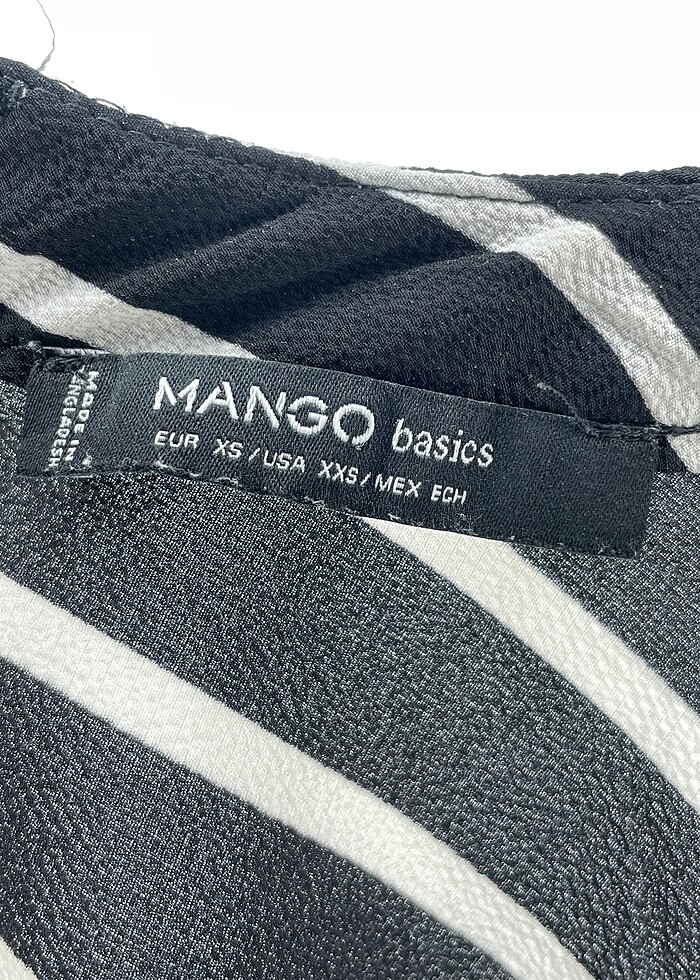 MANGO basics
EUR XS / USA XXS / MEX ECH
MADE IN
BANGLADESH